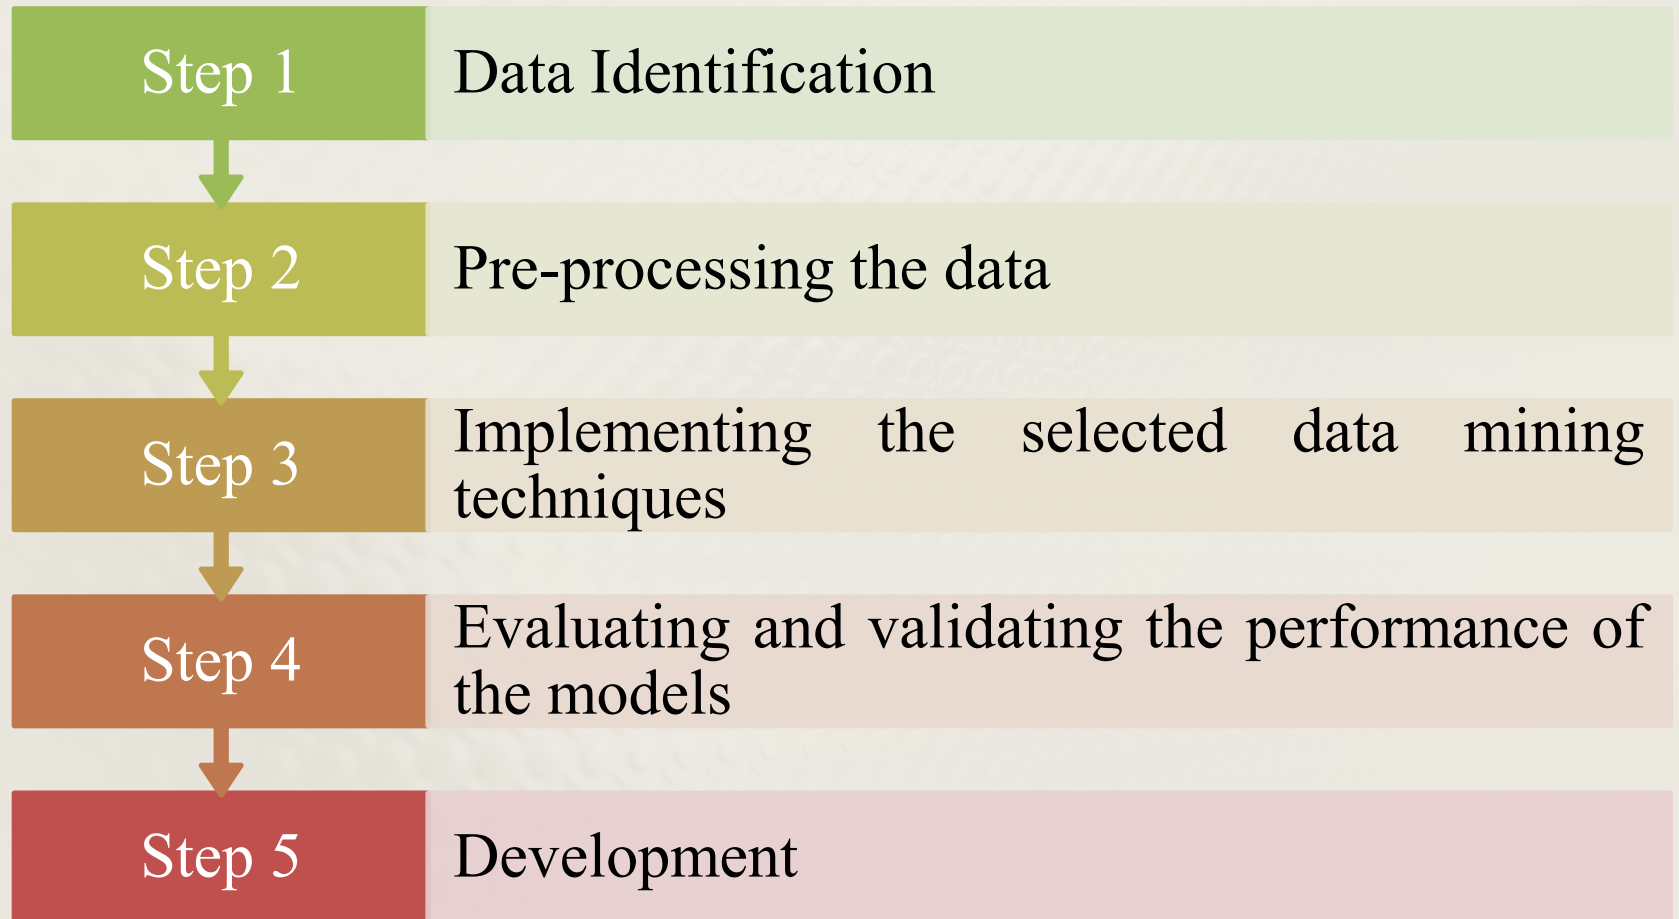 Step 1
Data Identification
Step 2
Pre-processing the data
Step 3
Implementing the selected data mining
techniques
Step 4
Evaluating and validating the performance of
the models
Step 5
Development